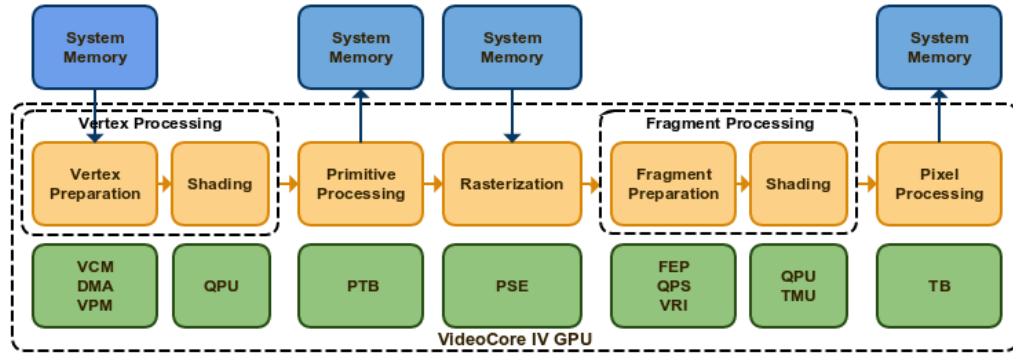 System
Memory
System
Memory
System
Memory
System
Memory
Vertex Processing
Fragment Processing
Vertex
Preparation
Shading
Primitive
Processing
Rasterization
Fragment
Preparation
Shading
Pixel
Processing
VCM
DMA
VPM
QPU
PTB
PSE
FEP
QPS
VRI
QPU
TMU
TB
VideoCore IV GPU